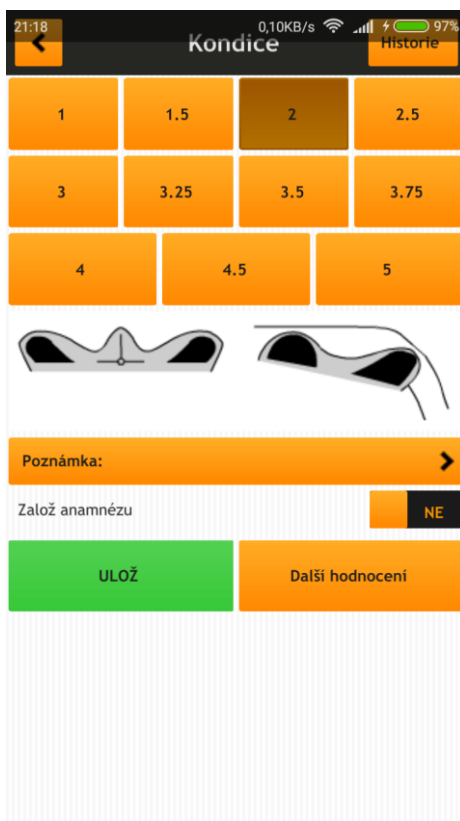 21:18 0,10KB/s 97%
Kondice Historie
1 1.5 2 2.5
3 3.25 3.5 3.75
4 4.5 5
Poznámka:
Založ anamnézu NE
ULOŽ Další hodnocení